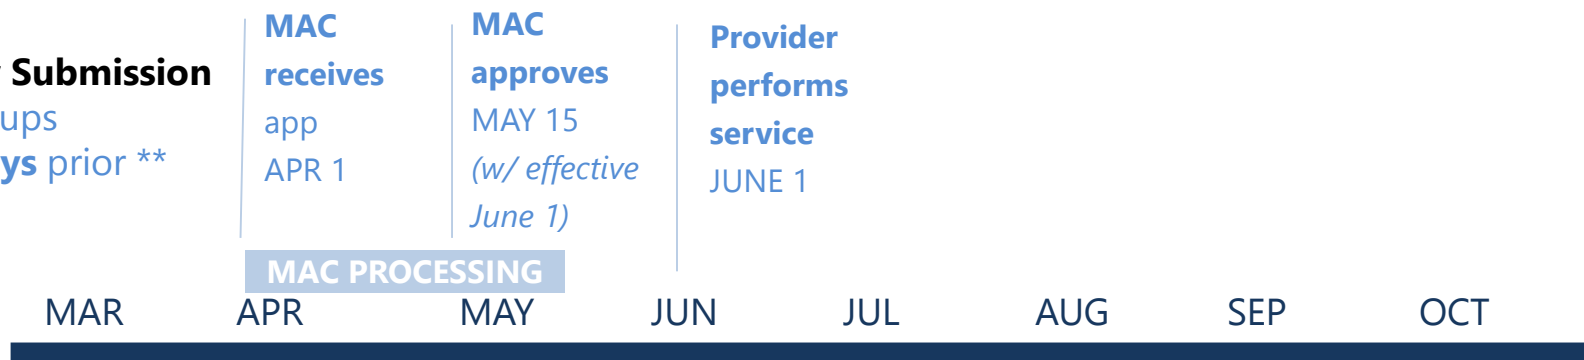 Submission
ups
ys prior **
MAC
receives
app
APR 1
MAC
approves
MAY 15
(w/ effective
June 1)
Provider
performs
service
JUNE 1
MAC PROCESSING
MAR APR MAY JUN JUL AUG SEP OCT